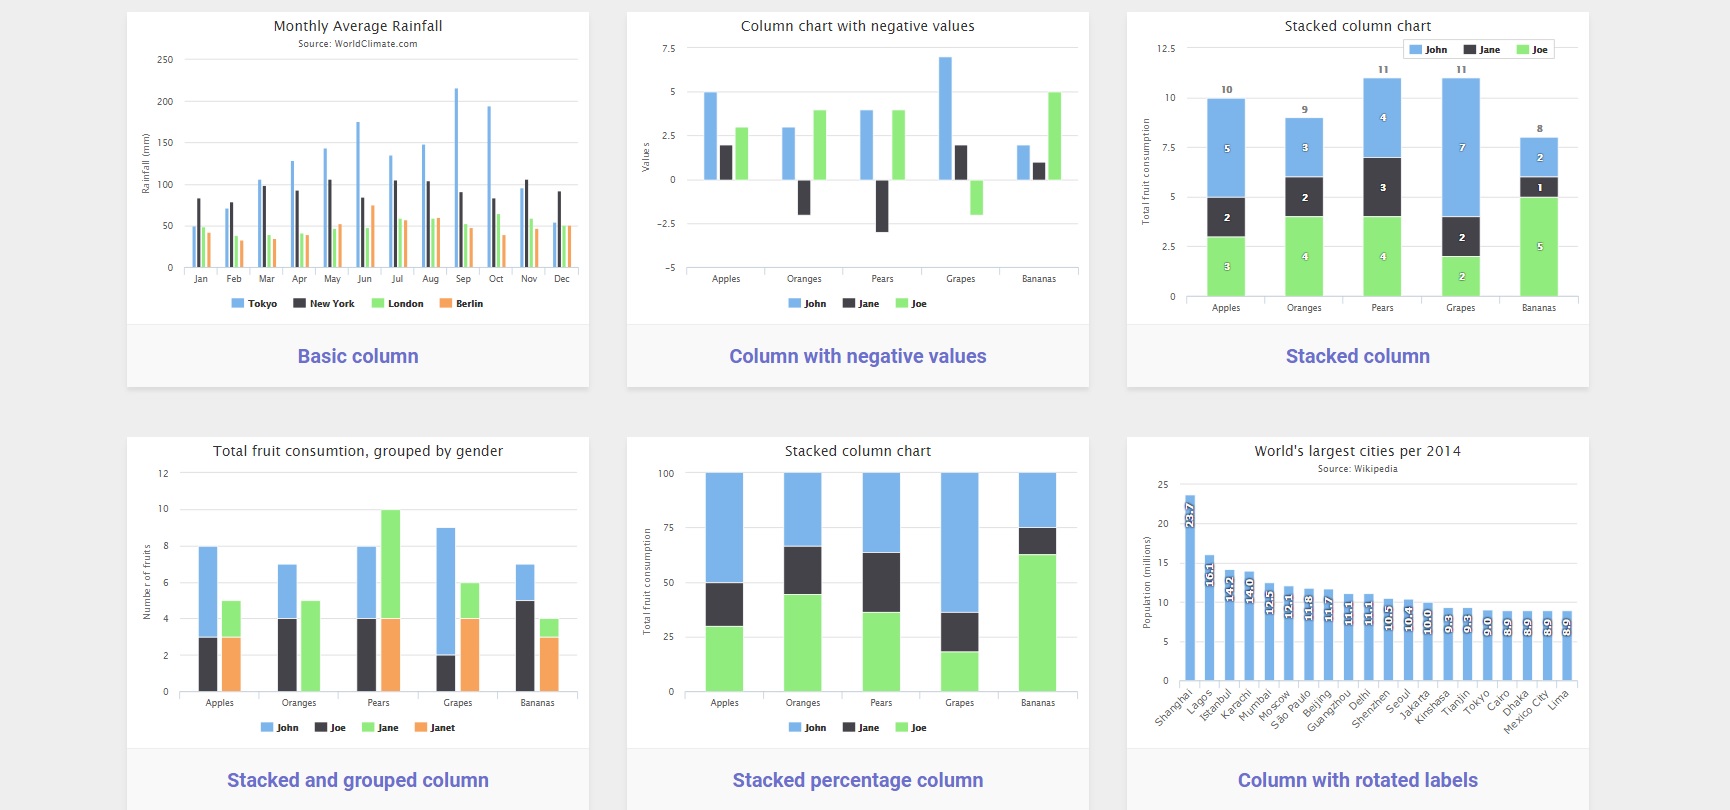 Monthly Average Rainfall
Source: WorldClimate.com
Rainfall (mm)
250
200
150
100
50
0
Jan Feb Mar Apr May Jun Jul Aug Sep Oct Nov Dec
Tokyo New York London Berlin
Basic column
Column chart with negative values
Values
7.5
5
2.5
0
−2.5
−5
Apples Oranges Pears Grapes Bananas
John Jane Joe
Column with negative values
Stacked column chart
John Jane Joe
Total fruit consumption
12.5
10
7.5
5
2.5
0
10 9 11 11 8
5 3 4 7 2
2 2 3 2 1
3 4 4 2 5
Apples Oranges Pears Grapes Bananas
Stacked column
Total fruit consumtion, grouped by gender
Number of fruits
12
10
8
6
4
2
0
Apples Oranges Pears Grapes Bananas
John Joe Jane Janet
Stacked and grouped column
Stacked column chart
Total fruit consumption
100
75
50
25
0
Apples Oranges Pears Grapes Bananas
John Jane Joe
Stacked percentage column
World's largest cities per 2014
Source: Wikipedia
Population (millions)
25
20
15
10
5
0
23.7 16.1 14.2 14.0 12.5 12.1 11.8 11.7 11.1 11.1 10.5 10.4 10.0 9.3 9.3 9.0 8.9 8.9 8.9 8.9
Shanghai Lagos Istanbul Karachi Mumbai Moscow São Paulo Beijing Guangzhou Delhi Shenzhen Seoul Jakarta Kinshasa Tianjin Tokyo Cairo Dhaka Mexico City Lima
Column with rotated labels